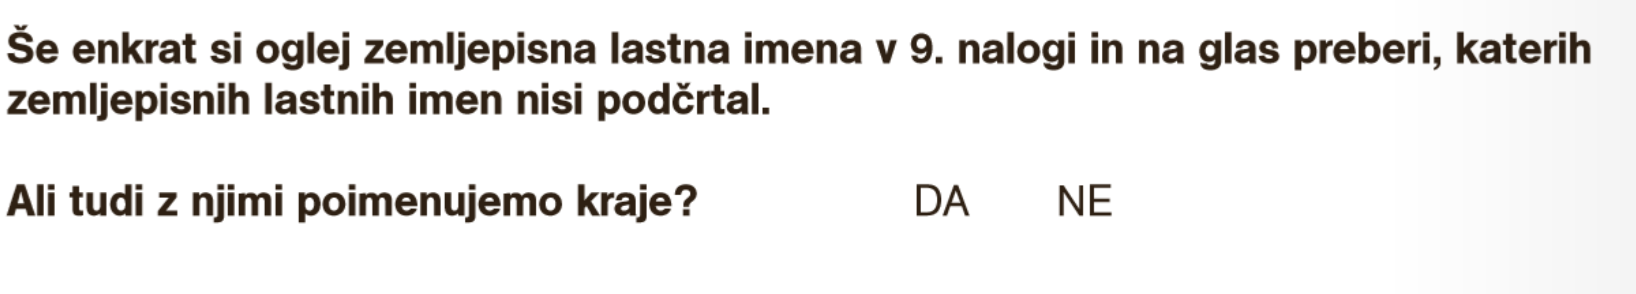 Še enkrat si oglej zemljepisna lastna imena v 9. nalogi in na glas preberi, katerih
zemljepisnih lastnih imen nisi podčrtal.
Ali tudi z njimi poimenujemo kraje? DA NE